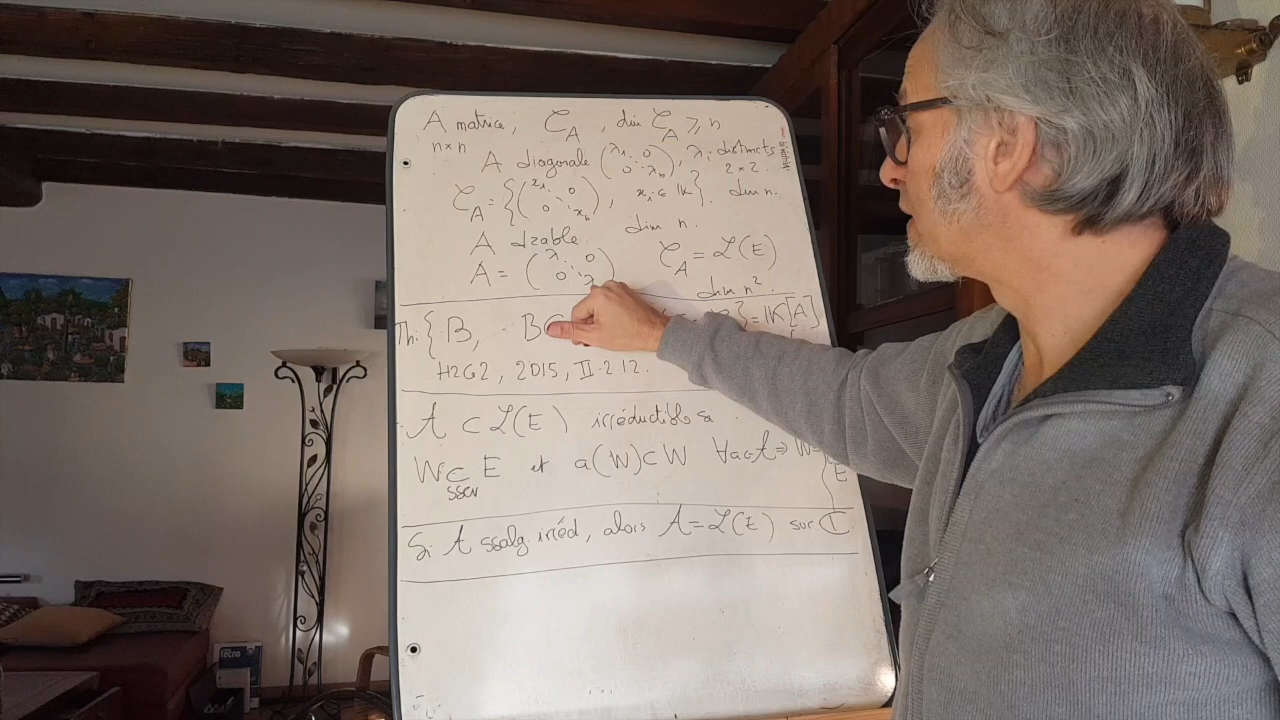 A matrice, 𝒞_A, dim 𝒞_A ≥ n
n×n
A diagonale (λ₁ 0 ⋱ 0 λₙ), λᵢ distincts
2 à 2.
𝒞_A = {(x₁ 0 ⋱ 0 xₙ), xᵢ ∈ 𝕂}. dim n.
A dzable. dim n.
A = (λ 0 ⋱ 0 λ) 𝒞_A = ℒ(E)
dim n².
Th: {B, B } = 𝕂[A]
H2G2, 2015, II.2.12.
𝒜 ⊂ ℒ(E) irréductible si
W ⊂ E et a(W) ⊂ W ∀a∈𝒜 ⇒ W=
ssev E
Si 𝒜 ssalg irréd, alors 𝒜 = ℒ(E) sur ℂ
tecno